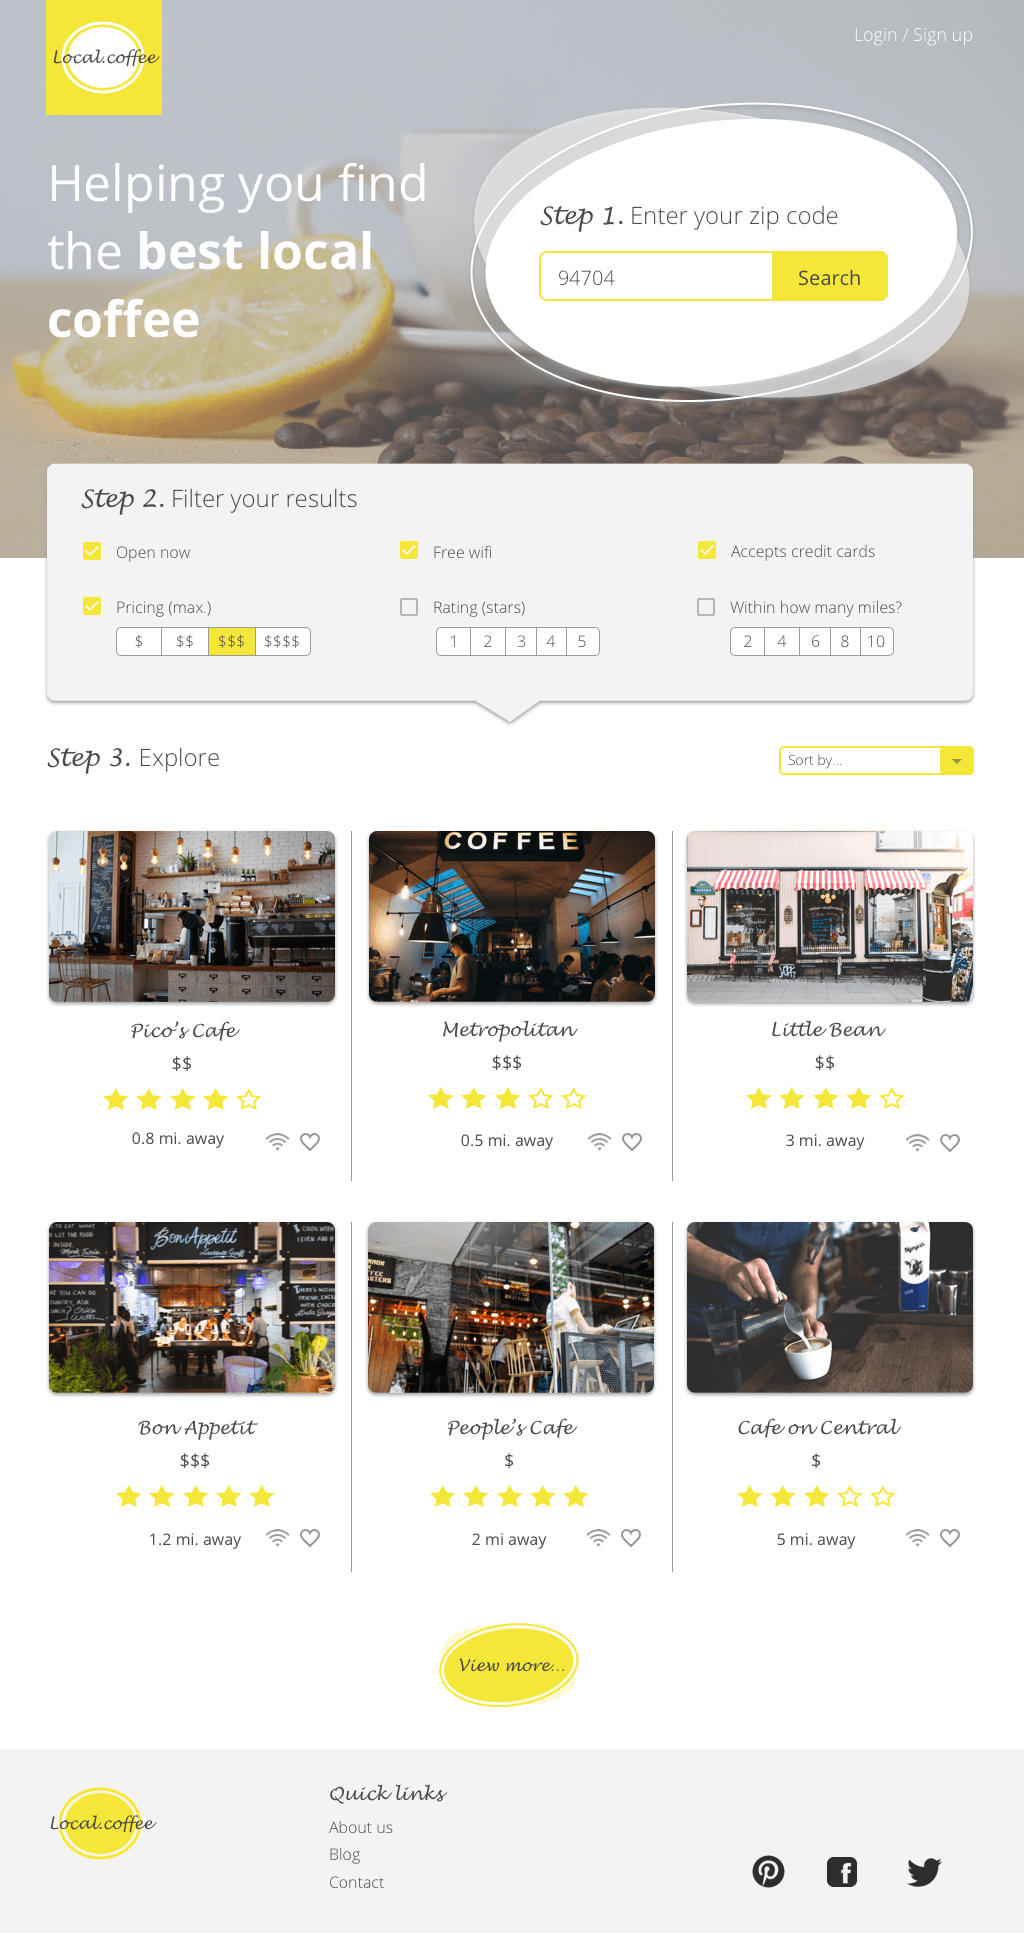 Local.coffee
Login / Sign up
Helping you find
the best local
coffee
Step 1. Enter your zip code
94704
Search
Step 2. Filter your results
Open now
Free wifi
Accepts credit cards
Pricing (max.)
Rating (stars)
Within how many miles?
$ $$ $$$ $$$$
1 2 3 4 5
2 4 6 8 10
Step 3. Explore
Sort by...
COFFEE
Pico's Cafe
Metropolitan
Little Bean
$$
$$$
$$
0.8 mi. away
0.5 mi. away
3 mi. away
Bon Appetit
Bon Appetit
People's Cafe
Cafe on Central
$$$
$
$
1.2 mi. away
2 mi away
5 mi. away
View more...
Local.coffee
Quick links
About us
Blog
Contact